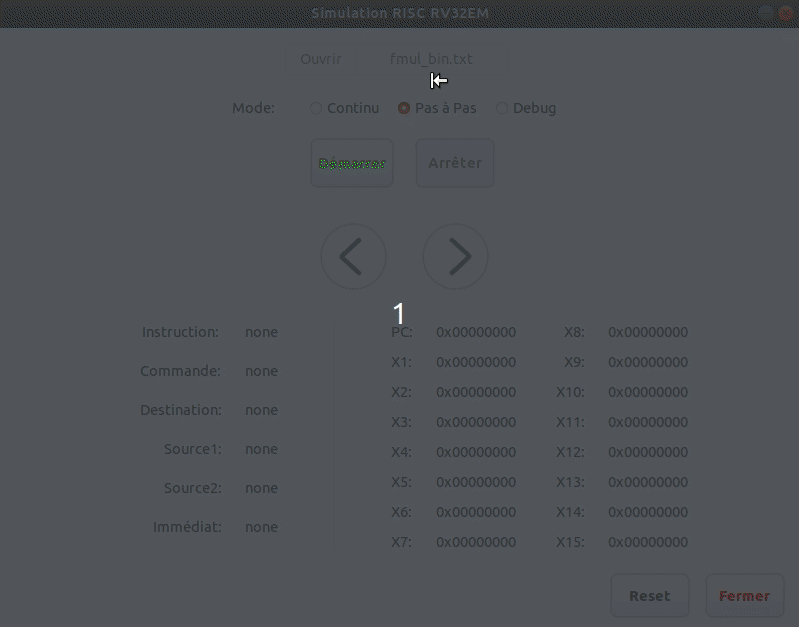 Simulation RISC RV32EM
Ouvrir fmul_bin.txt
Mode: Continu Pas à Pas Debug
Démarrer Arrêter
1
Instruction: none PC: 0x00000000 X8: 0x00000000
X1: 0x00000000 X9: 0x00000000
Commande: none
X2: 0x00000000 X10: 0x00000000
Destination: none
X3: 0x00000000 X11: 0x00000000
Source1: none X4: 0x00000000 X12: 0x00000000
X5: 0x00000000 X13: 0x00000000
Source2: none
X6: 0x00000000 X14: 0x00000000
Immédiat: none
X7: 0x00000000 X15: 0x00000000
Reset Fermer